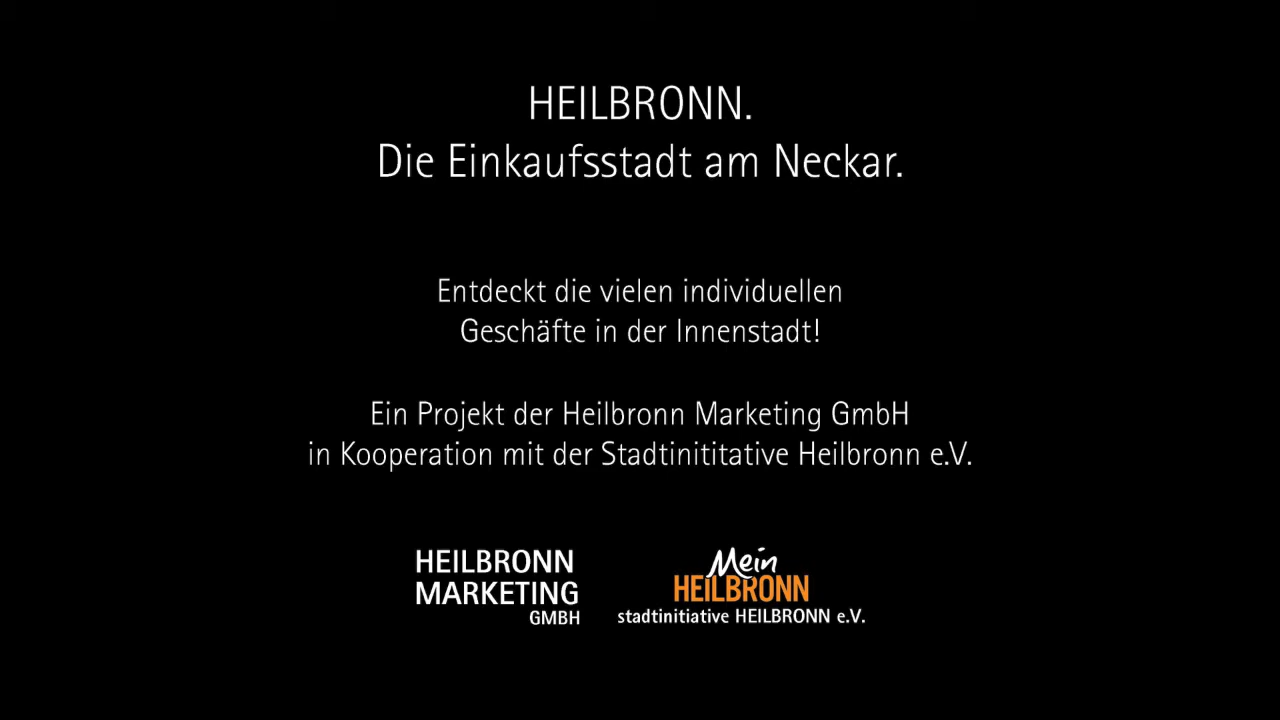 HEILBRONN.
Die Einkaufsstadt am Neckar.
Entdeckt die vielen individuellen
Geschäfte in der Innenstadt!
Ein Projekt der Heilbronn Marketing GmbH
in Kooperation mit der Stadtinititative Heilbronn e.V.
HEILBRONN
MARKETING
GMBH
Mein
HEILBRONN
stadtinitiative HEILBRONN e.V.